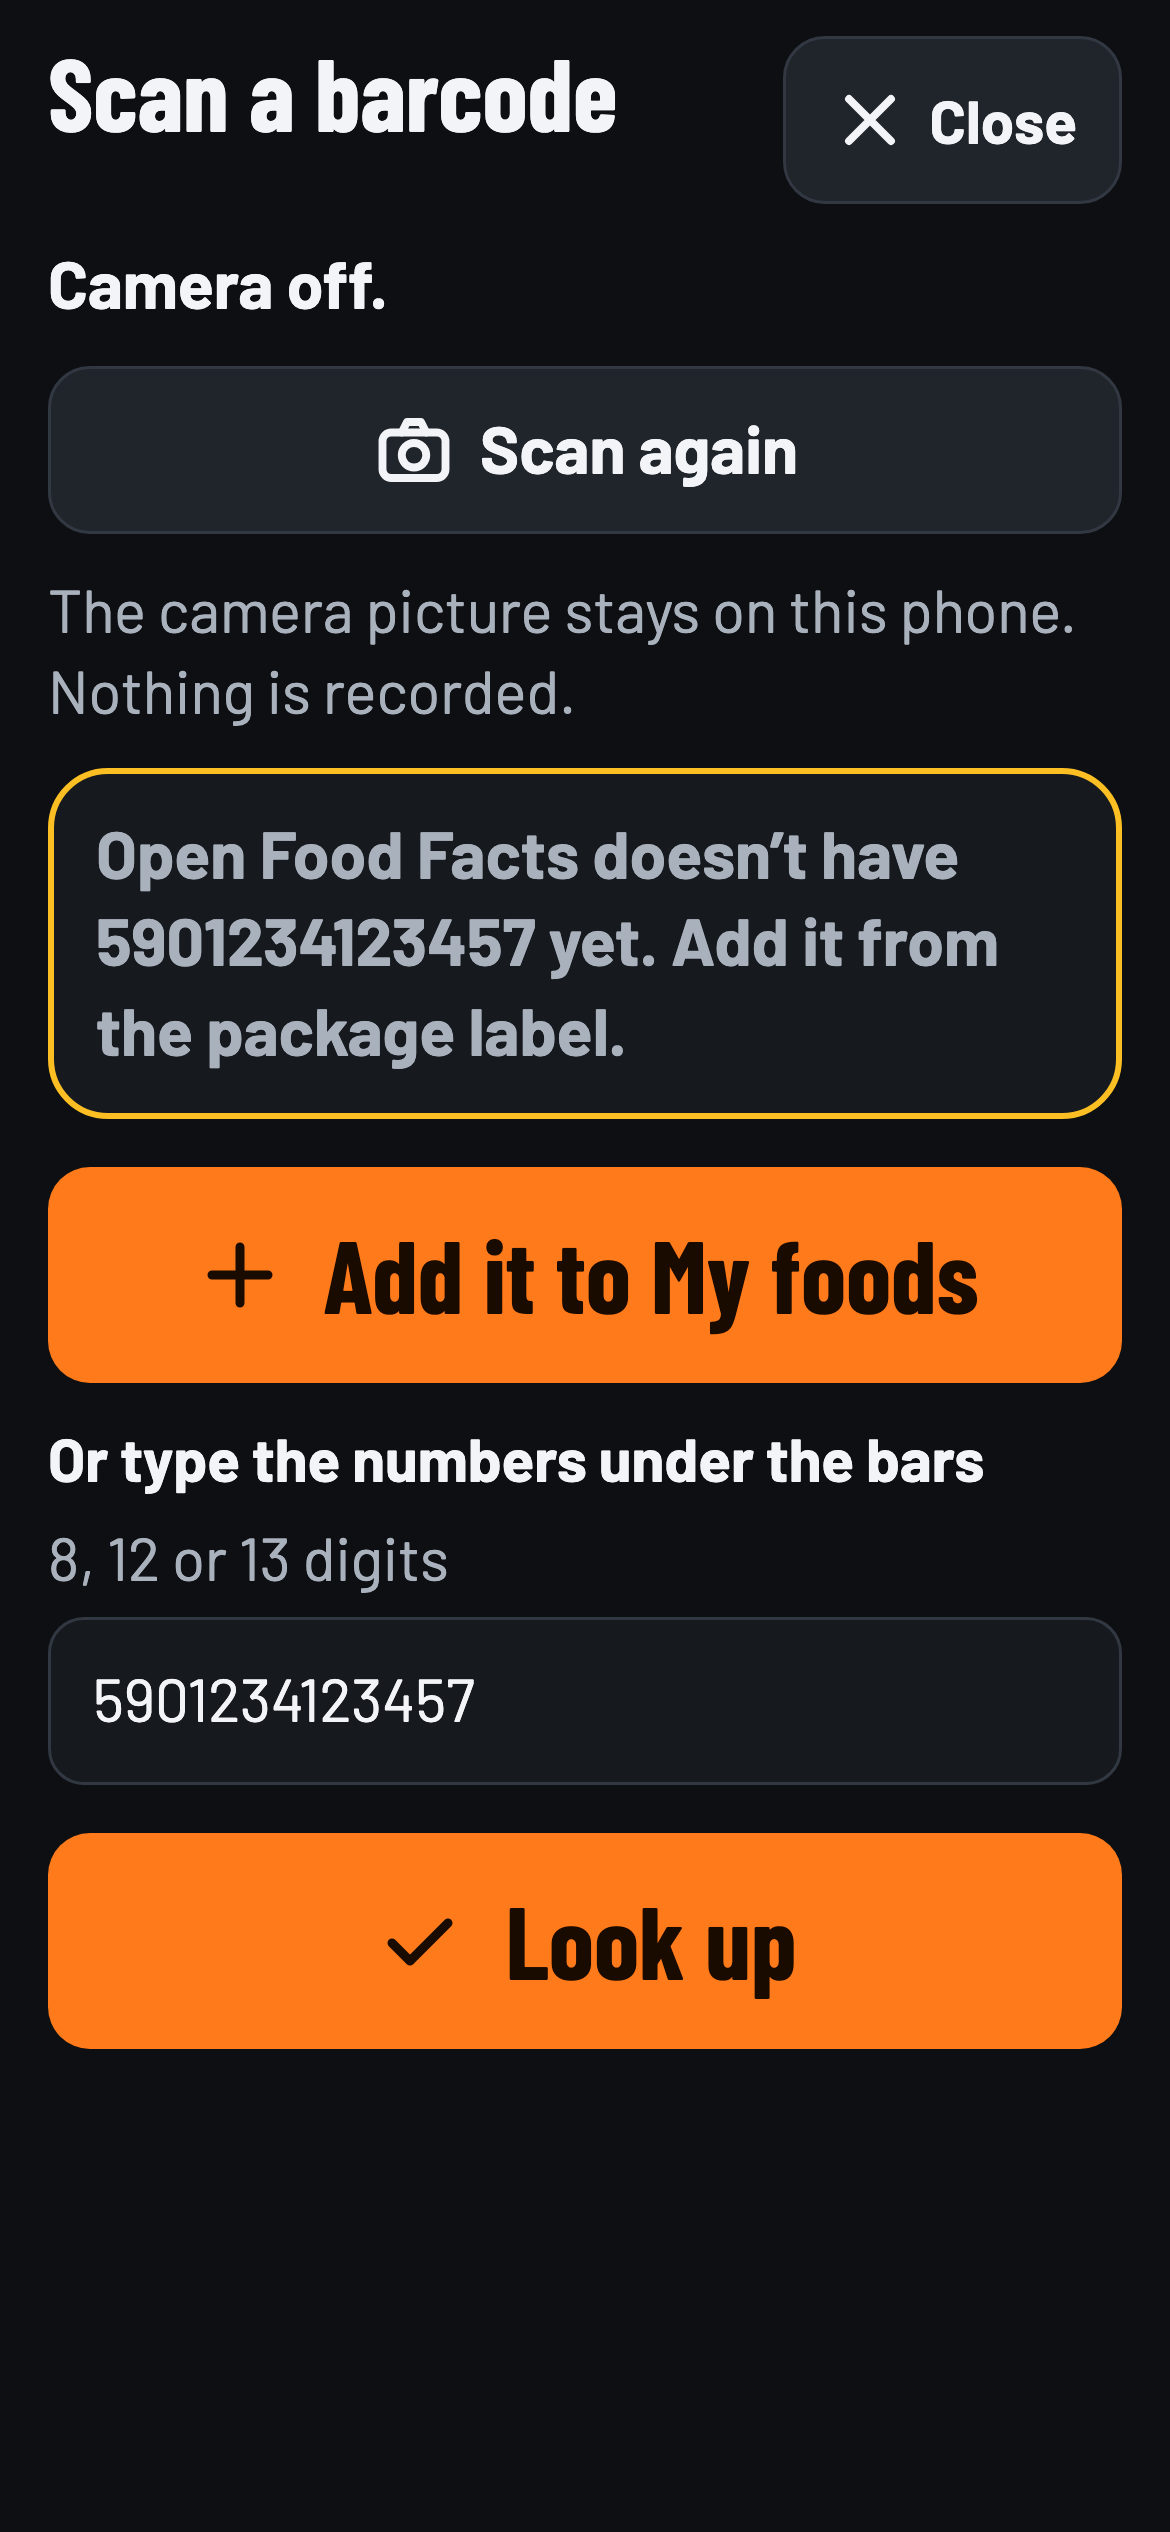 Scan a barcode
Close
Camera off.
Scan again
The camera picture stays on this phone.
Nothing is recorded.
Open Food Facts doesn’t have
5901234123457 yet. Add it from
the package label.
Add it to My foods
Or type the numbers under the bars
8, 12 or 13 digits
5901234123457
Look up